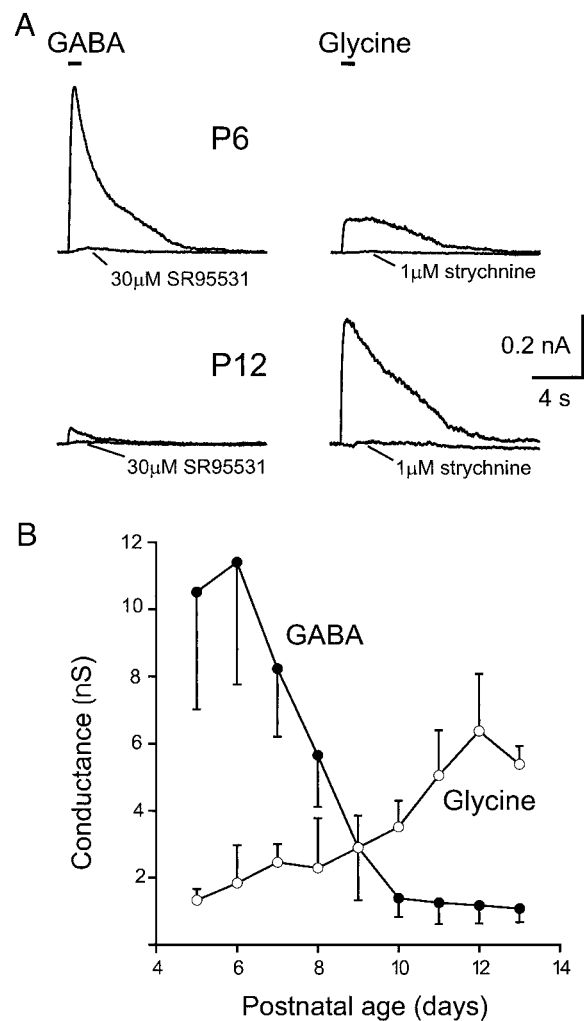 A
GABA Glycine
P6
30μM SR95531
1μM strychnine
P12
0.2 nA
4 s
30μM SR95531
1μM strychnine
B
12
10
8
6
4
2
Conductance (nS)
GABA
Glycine
4 6 8 10 12 14
Postnatal age (days)